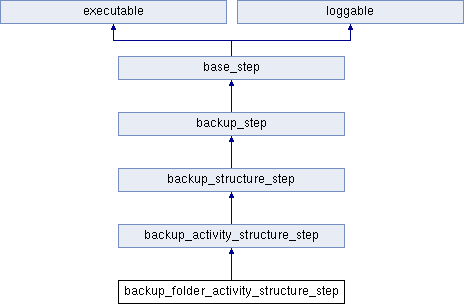 executable
loggable
base_step
backup_step
backup_structure_step
backup_activity_structure_step
backup_folder_activity_structure_step